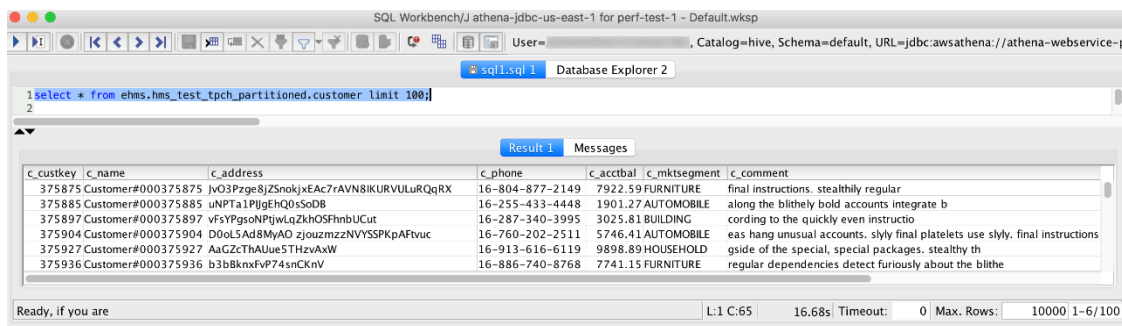 SQL Workbench/J athena-jdbc-us-east-1 for perf-test-1 - Default.wksp
User= , Catalog=hive, Schema=default, URL=jdbc:awsathena://athena-webservice-p
sql1.sql 1 Database Explorer 2
1 select * from ehms.hms_test_tpch_partitioned.customer limit 100;
2
Result 1 Messages
c_custkey c_name c_address c_phone c_acctbal c_mktsegment c_comment
375875 Customer#000375875 JvO3Pzge8jZSnokjxEAc7rAVN8IKURVULuRQqRX 16-804-877-2149 7922.59 FURNITURE final instructions. stealthily regular
375885 Customer#000375885 uNPTa1PIJgEhQ0sSoDB 16-255-433-4448 1901.27 AUTOMOBILE along the blithely bold accounts integrate b
375897 Customer#000375897 vFsYPgsoNPtjwLqZkhOSFhnbUCut 16-287-340-3995 3025.81 BUILDING cording to the quickly even instructio
375904 Customer#000375904 D0oL5Ad8MyAO zjouzmzzNVYSSPKpAFtvuc 16-760-202-2511 5746.41 AUTOMOBILE eas hang unusual accounts. slyly final platelets use slyly. final instructions
375927 Customer#000375927 AaGZcThAUue5THzvAxW 16-913-616-6119 9898.89 HOUSEHOLD gside of the special, special packages. stealthy th
375936 Customer#000375936 b3bBknxFvP74snCKnV 16-886-740-8768 7741.15 FURNITURE regular dependencies detect furiously about the blithe
Ready, if you are L:1 C:65 16.68s Timeout: 0 Max. Rows: 10000 1-6/100